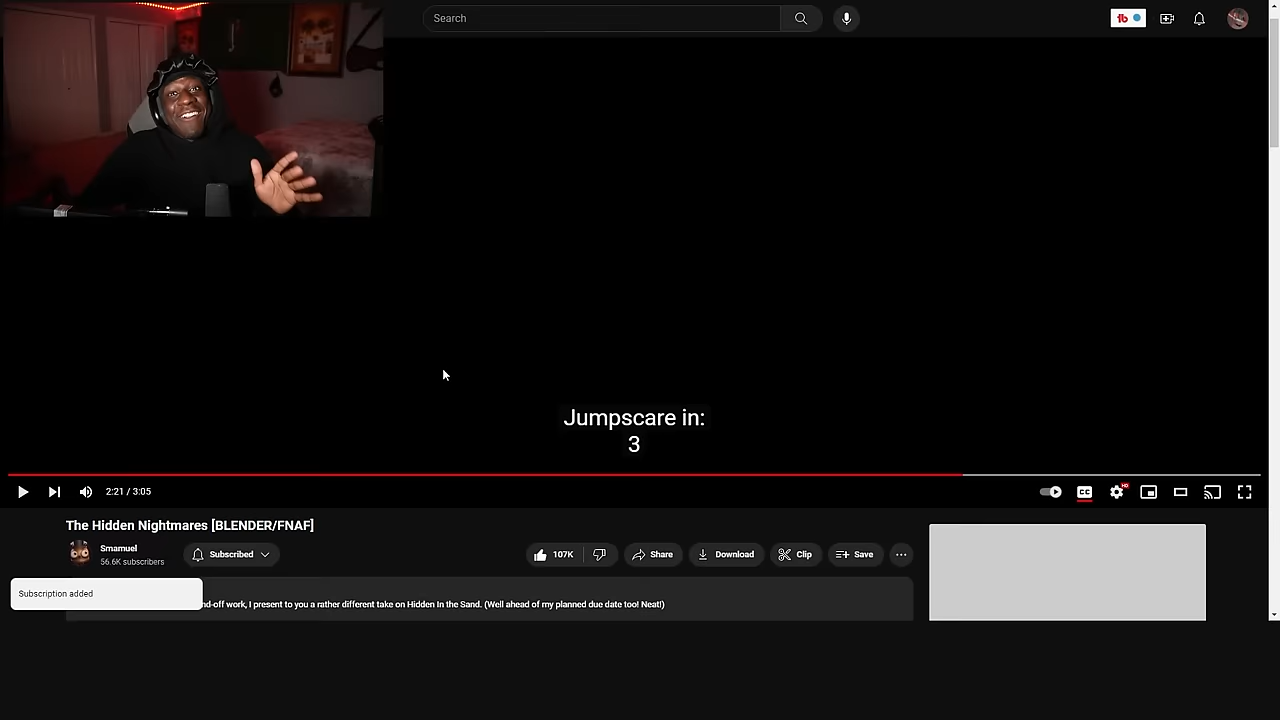 Search
Jumpscare in:
3
2:21 / 3:05
CC
HD
The Hidden Nightmares [BLENDER/FNAF]
Smamuel
56.6K subscribers
Subscribed
107K
Share
Download
Clip
Save
Subscription added
nd-off work, I present to you a rather different take on Hidden In the Sand. (Well ahead of my planned due date too! Neat!)